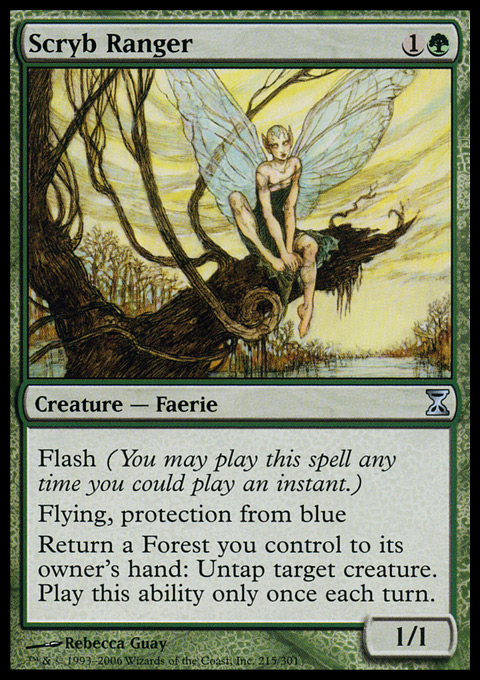 Scryb Ranger 1
Creature — Faerie
Flash (You may play this spell any
time you could play an instant.)
Flying, protection from blue
Return a Forest you control to its
owner's hand: Untap target creature.
Play this ability only once each turn.
Rebecca Guay
1/1
™ & © 1993–2006 Wizards of the Coast, Inc. 215/301